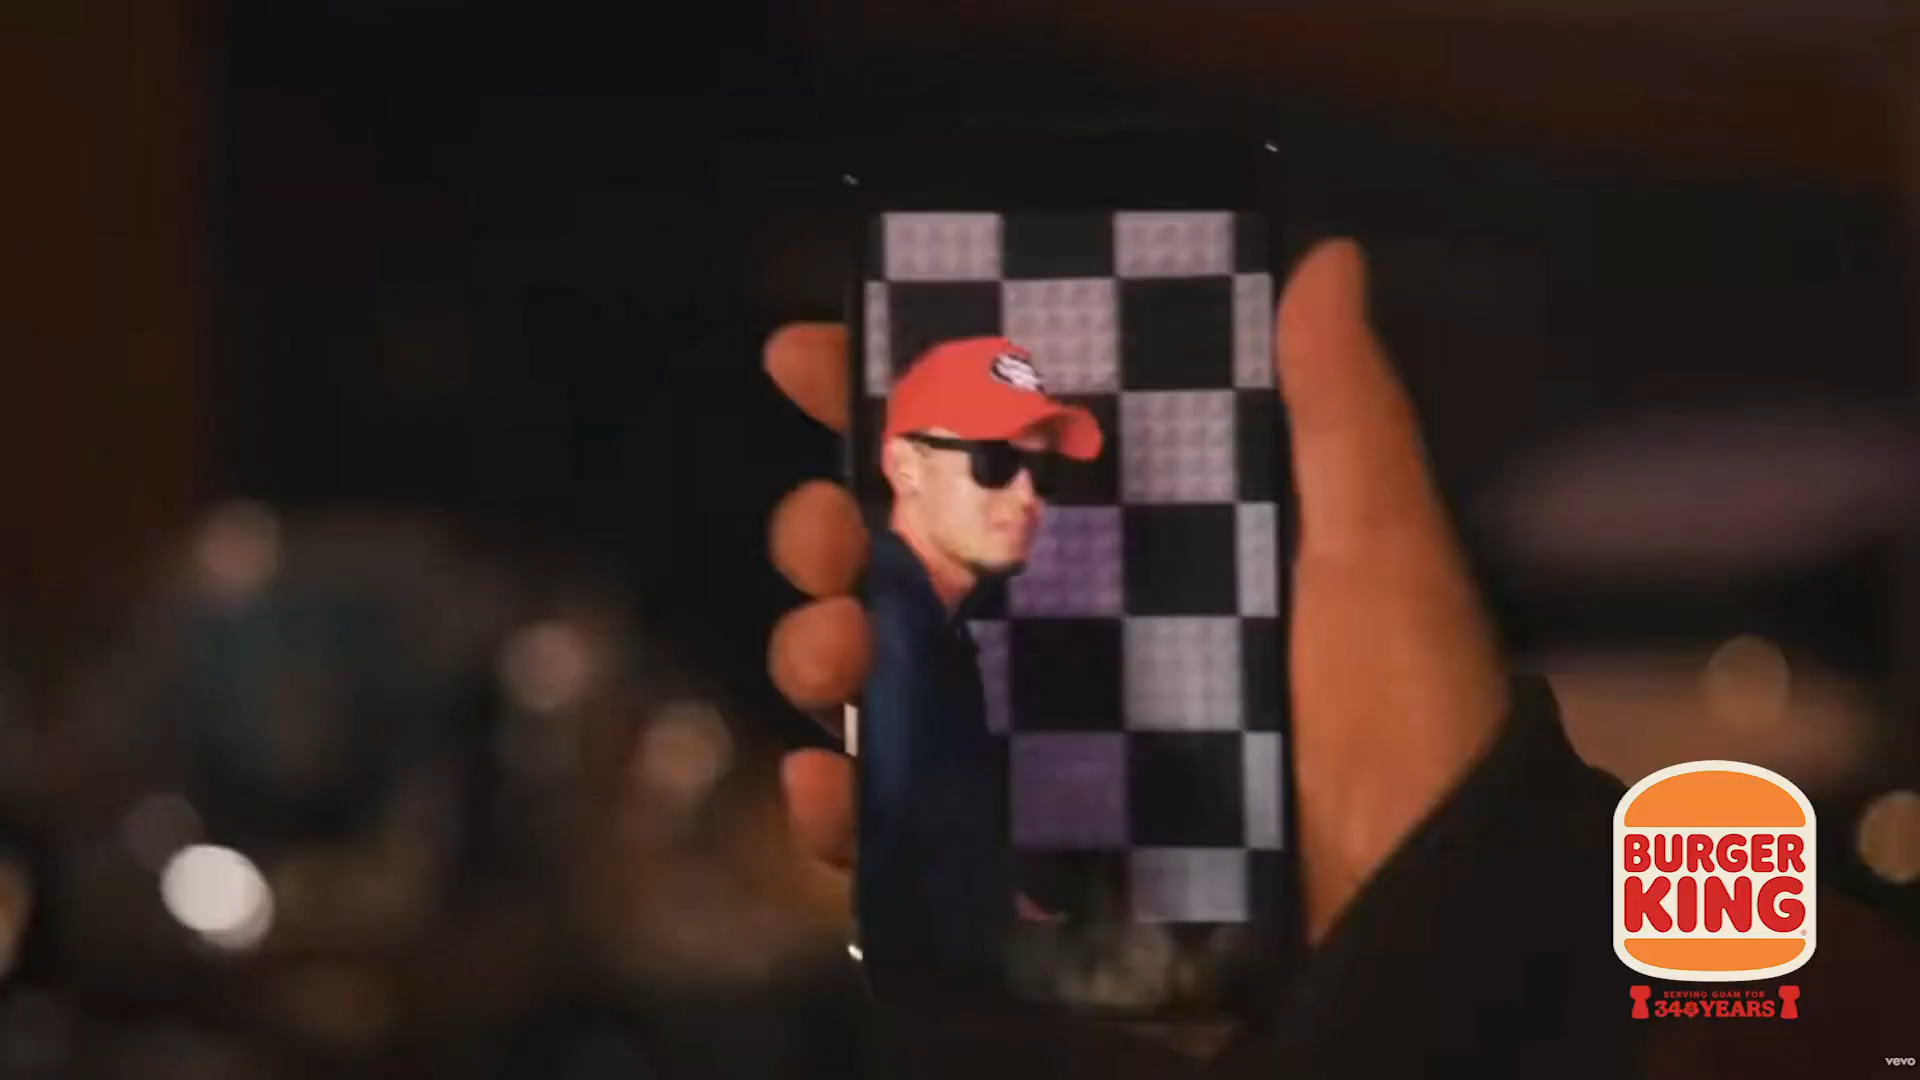 BURGER
KING
SERVING GUAM FOR
34 YEARS
vevo